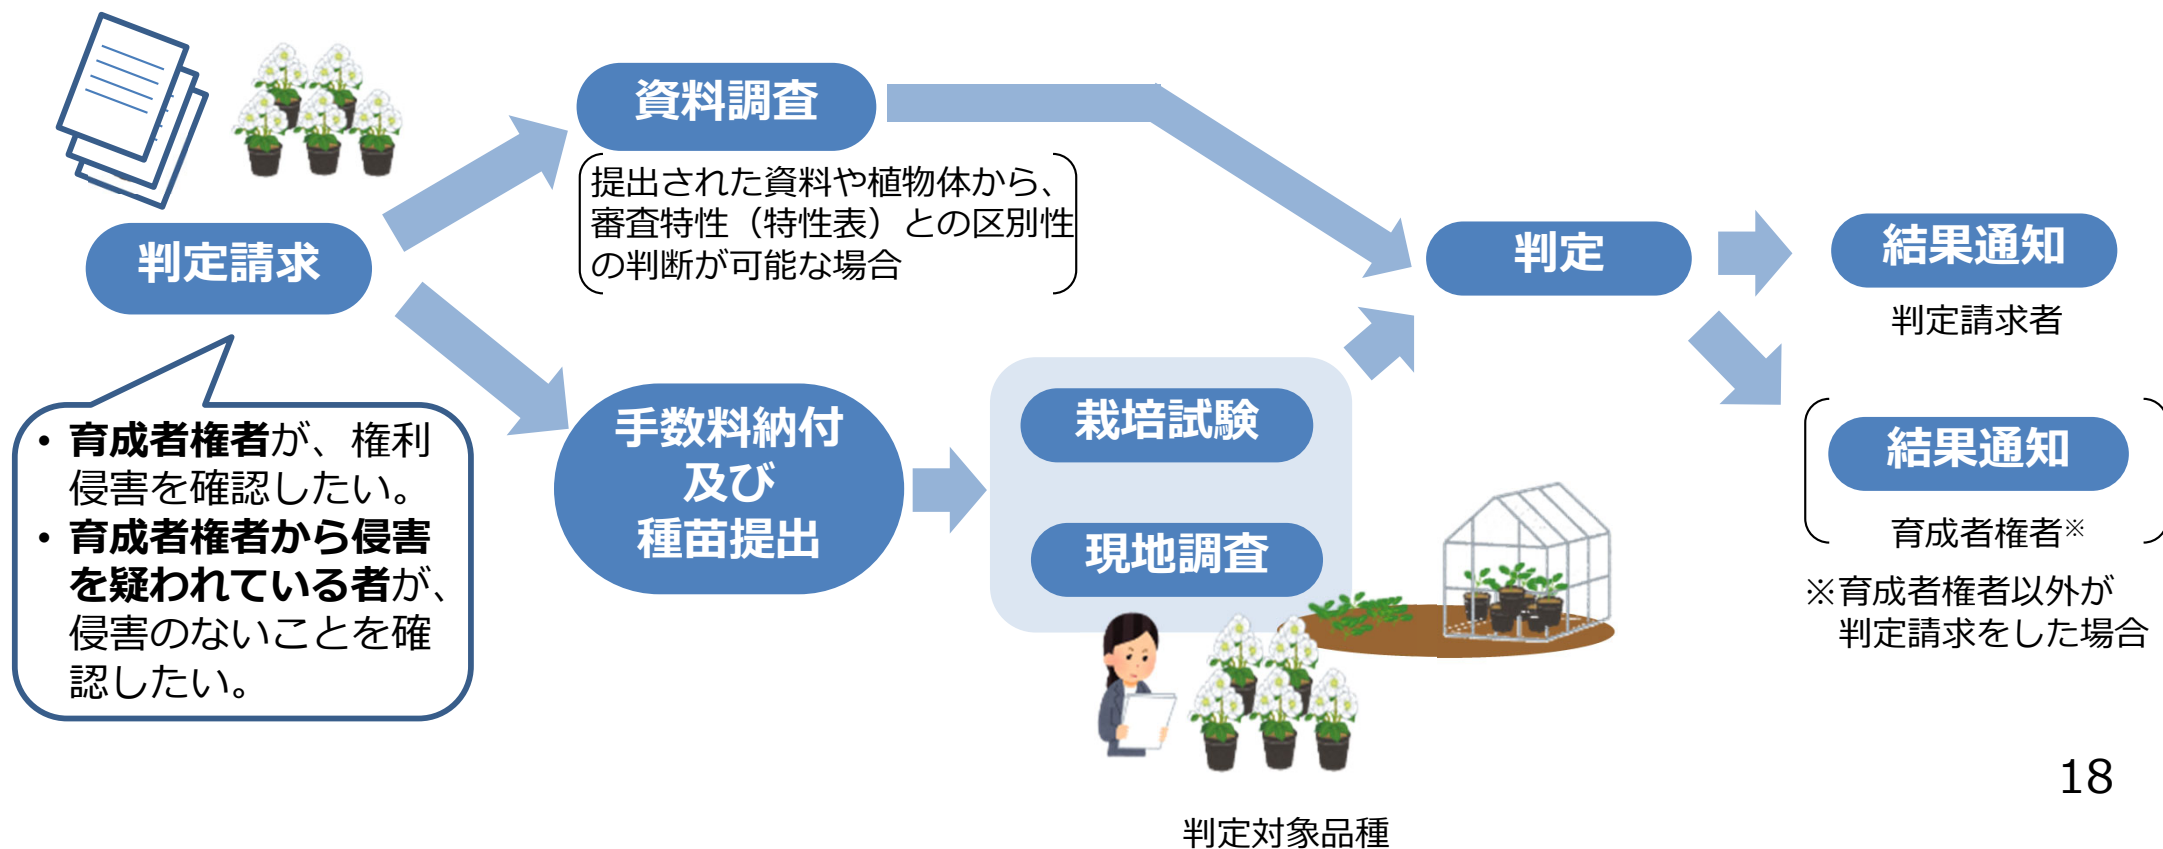 判定請求
・育成者権者が、権利
侵害を確認したい。
・育成者権者から侵害
を疑われている者が、
侵害のないことを確
認したい。
資料調査
提出された資料や植物体から、
審査特性（特性表）との区別性
の判断が可能な場合
手数料納付
及び
種苗提出
栽培試験
現地調査
判定対象品種
判定
結果通知
判定請求者
結果通知
育成者権者※
※育成者権者以外が
判定請求をした場合
18